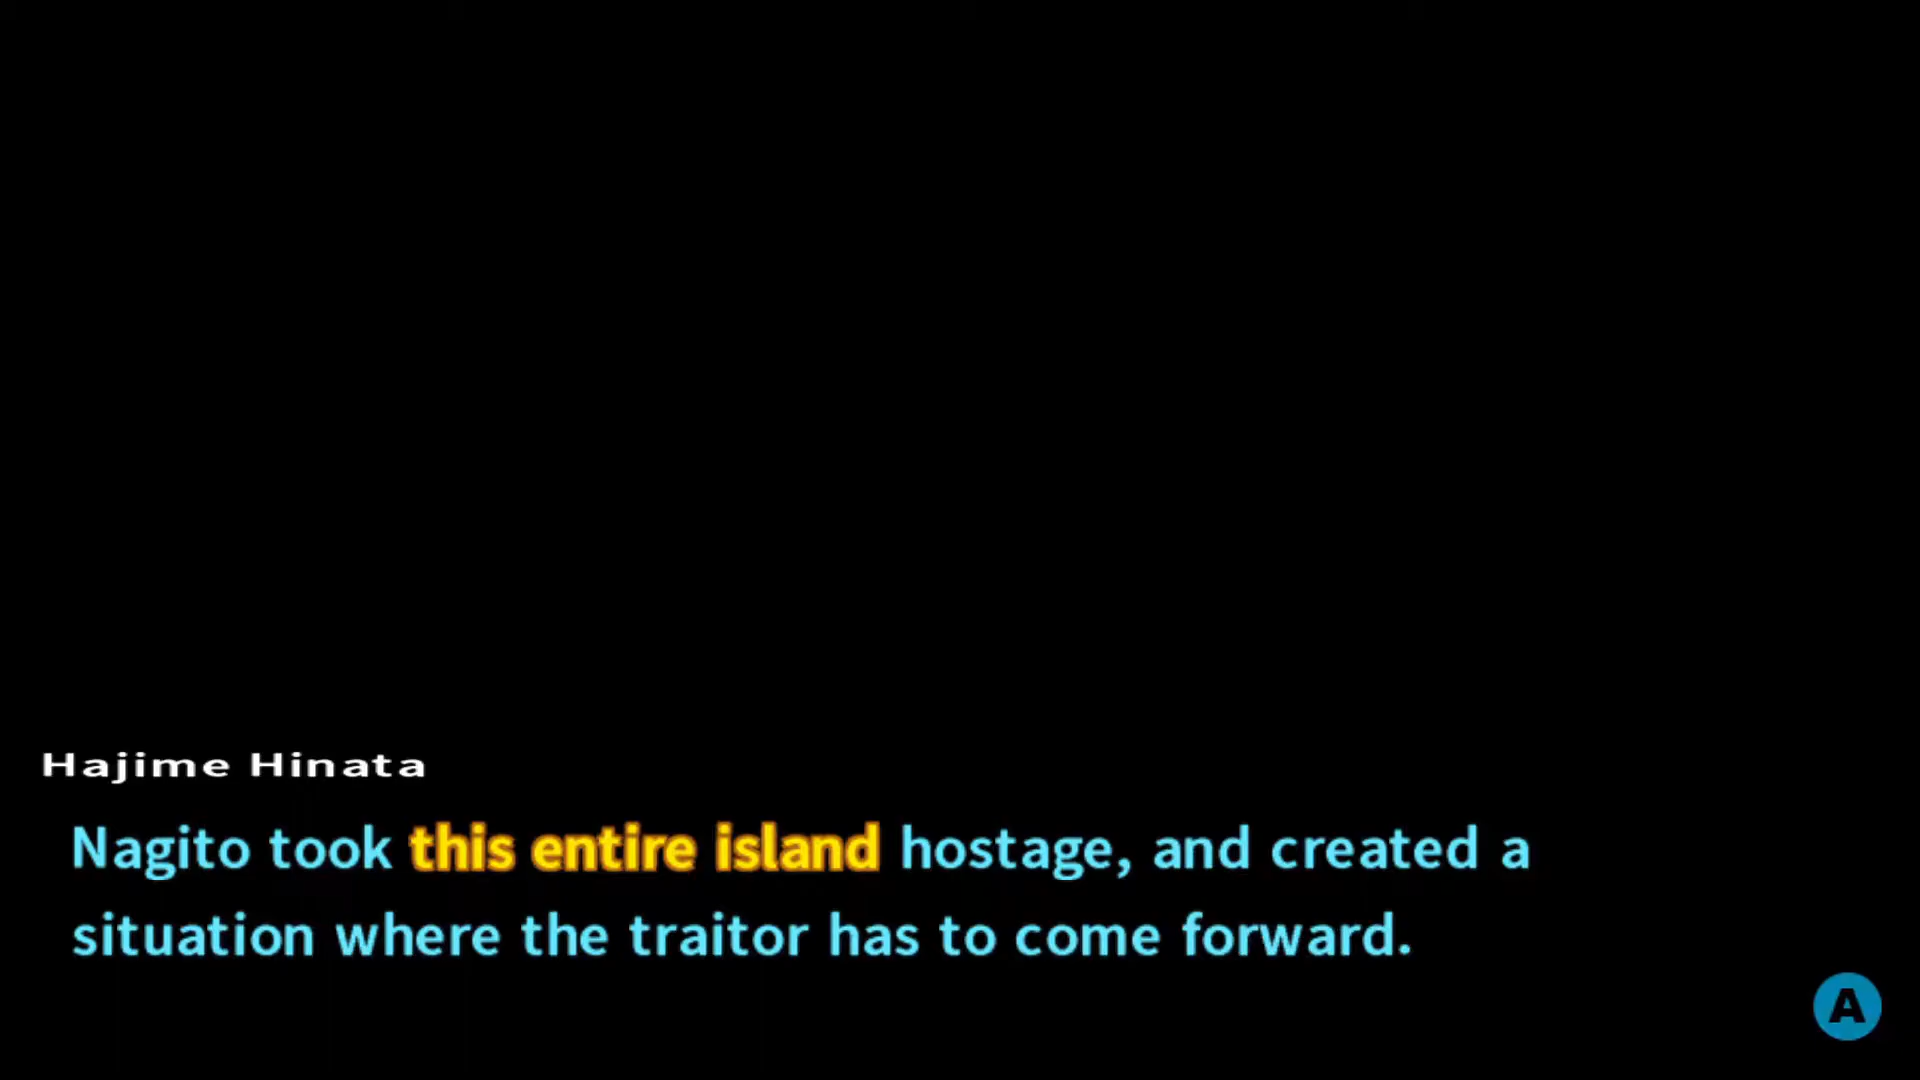 Hajime Hinata
Nagito took this entire island hostage, and created a
situation where the traitor has to come forward.
A